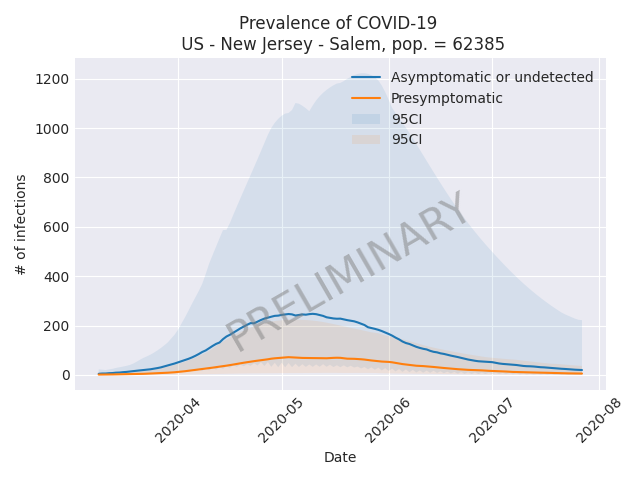 Prevalence of COVID-19
US - New Jersey - Salem, pop. = 62385
Asymptomatic or undetected
Presymptomatic
95CI
95CI
1200
1000
800
600
400
200
0
# of infections
PRELIMINARY
2020-04
2020-05
2020-06
2020-07
2020-08
Date